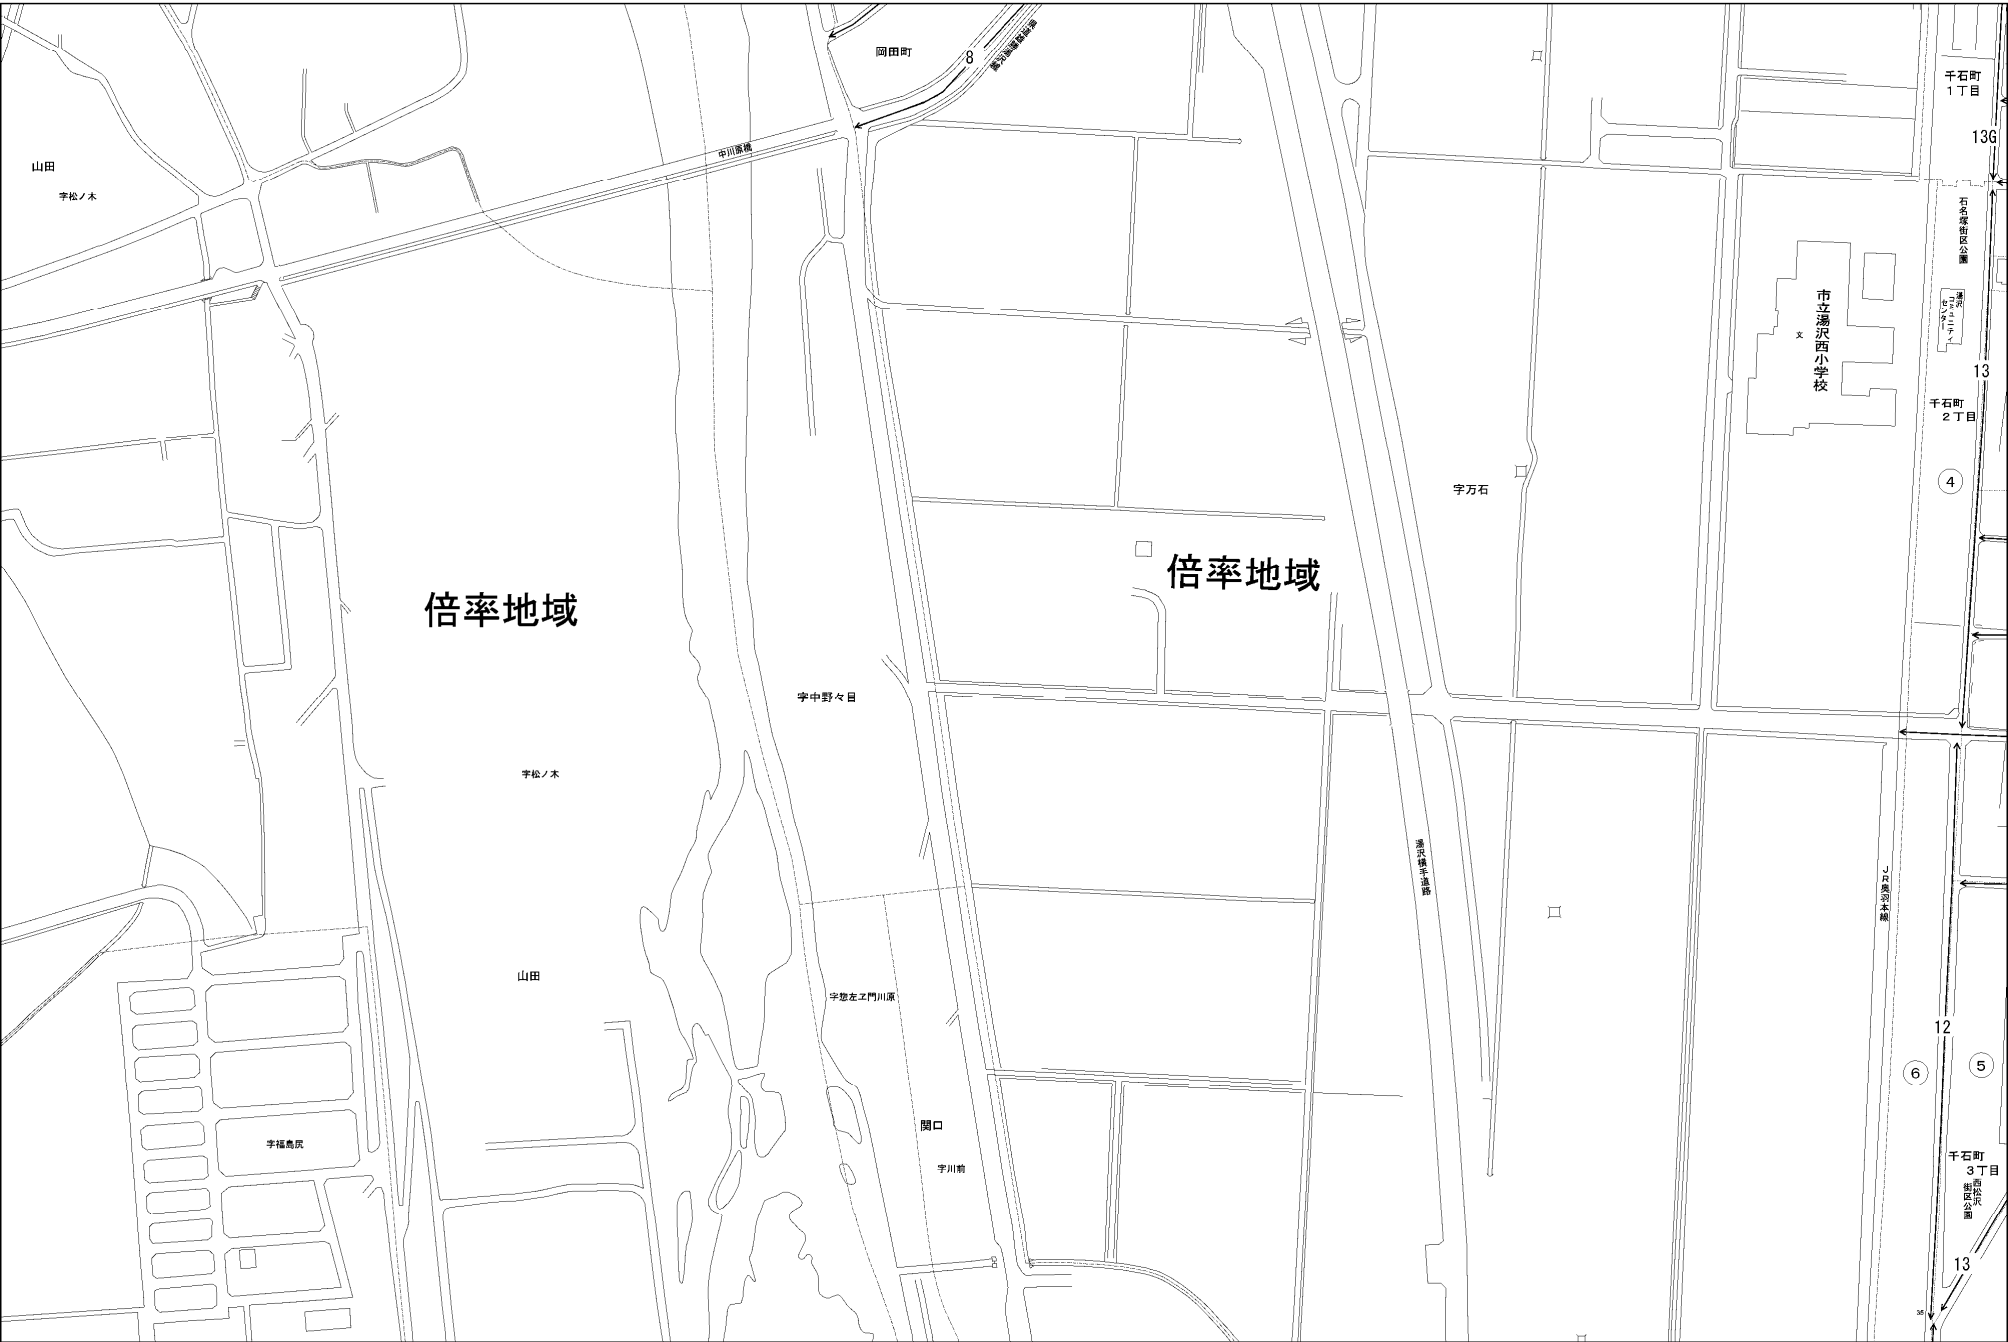 岡田町
8
千石町
1丁目
13G
中川原橋
山田
字松ノ木
石名塚街区公園
市立湯沢西小学校
文
湯沢
コミュニティ
センター
13
千石町
2丁目
4
字万石
倍率地域
倍率地域
字中野々目
字松ノ木
湯沢横手道路
JR奥羽本線
山田
字惣左ヱ門川原
12
6
5
関口
字福島尻
字川前
千石町
3丁目
西松沢
街区公園
13
35